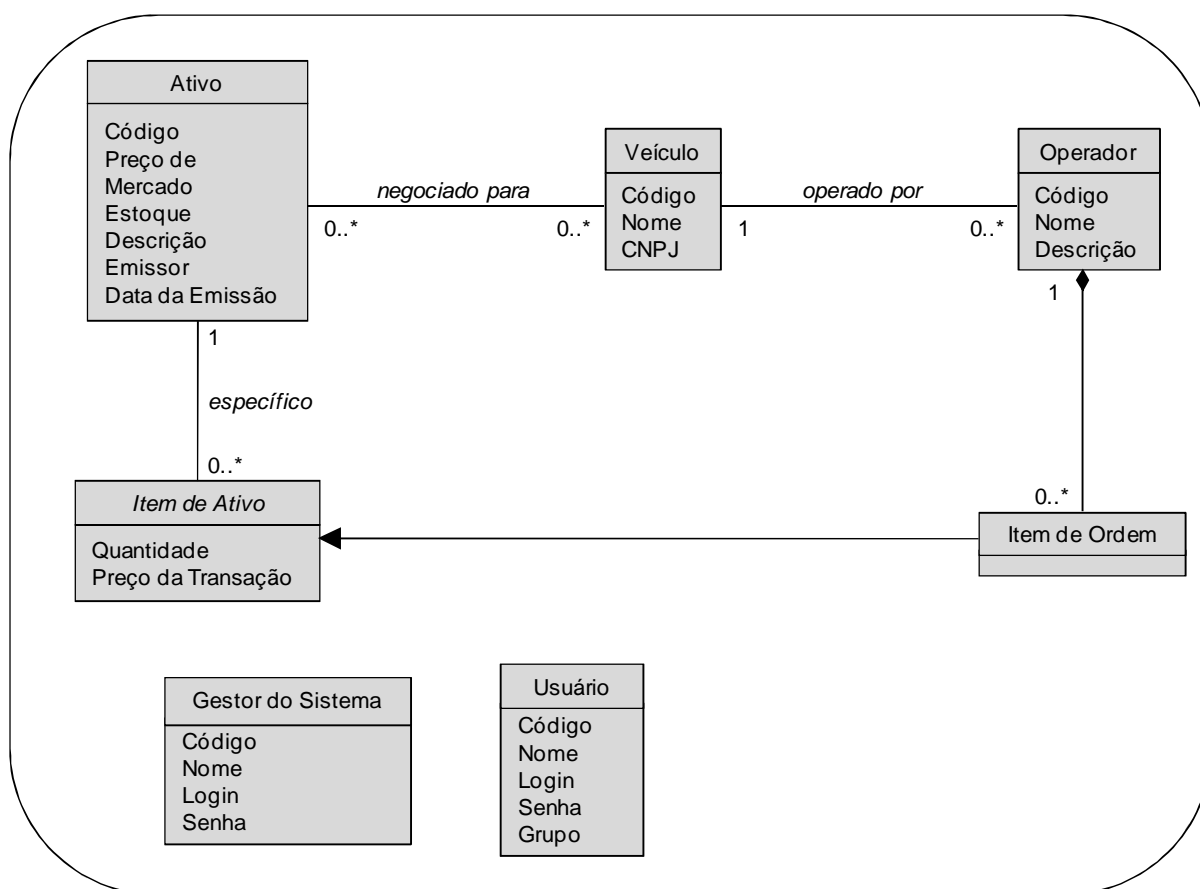 Ativo
Código
Preço de
Mercado
Estoque
Descrição
Emissor
Data da Emissão
negociado para
0..*
0..*
Veículo
Código
Nome
CNPJ
operado por
1
0..*
Operador
Código
Nome
Descrição
1
específico
0..*
1
0..*
Item de Ativo
Quantidade
Preço da Transação
Item de Ordem
Gestor do Sistema
Código
Nome
Login
Senha
Usuário
Código
Nome
Login
Senha
Grupo